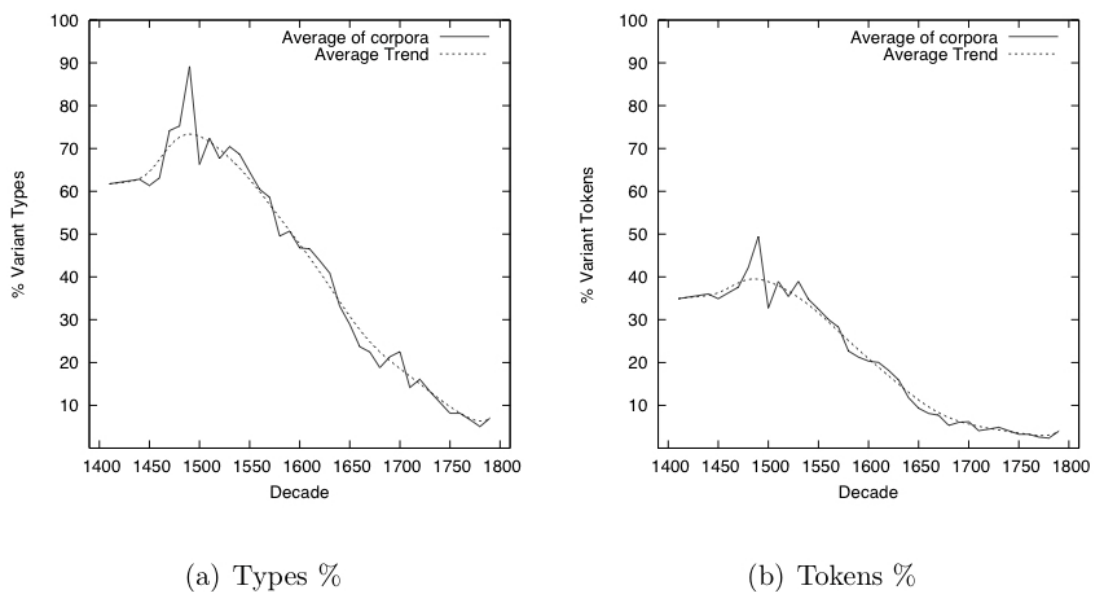 100
90
80
70
60
50
40
30
20
10
% Variant Types
Average of corpora
Average Trend
1400 1450 1500 1550 1600 1650 1700 1750 1800
Decade
(a) Types %
100
90
80
70
60
50
40
30
20
10
% Variant Tokens
Average of corpora
Average Trend
1400 1450 1500 1550 1600 1650 1700 1750 1800
Decade
(b) Tokens %